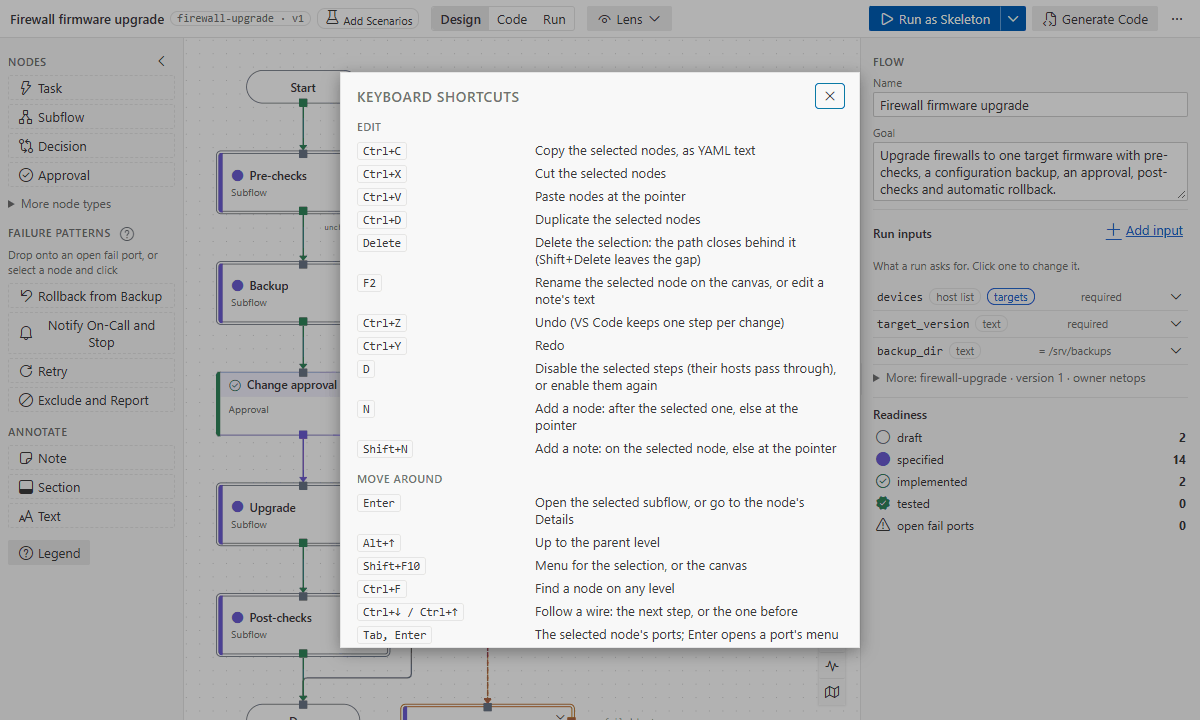 Firewall firmware upgrade
firewall-upgrade · v1
Add Scenarios
Design
Code
Run
Lens
Run as Skeleton
Generate Code
NODES
Task
Subflow
Decision
Approval
More node types
FAILURE PATTERNS
Drop onto an open fail port, or
select a node and click
Rollback from Backup
Notify On-Call and
Stop
Retry
Exclude and Report
ANNOTATE
Note
Section
Text
Legend
Start
Pre-checks
Subflow
Backup
Subflow
Change approval
Approval
Upgrade
Subflow
Post-checks
Subflow
KEYBOARD SHORTCUTS
EDIT
Ctrl+C Copy the selected nodes, as YAML text
Ctrl+X Cut the selected nodes
Ctrl+V Paste nodes at the pointer
Ctrl+D Duplicate the selected nodes
Delete Delete the selection: the path closes behind it
(Shift+Delete leaves the gap)
F2 Rename the selected node on the canvas, or edit a
note's text
Ctrl+Z Undo (VS Code keeps one step per change)
Ctrl+Y Redo
D Disable the selected steps (their hosts pass through),
or enable them again
N Add a node: after the selected one, else at the
pointer
Shift+N Add a note: on the selected node, else at the pointer
MOVE AROUND
Enter Open the selected subflow, or go to the node's
Details
Alt+↑ Up to the parent level
Shift+F10 Menu for the selection, or the canvas
Ctrl+F Find a node on any level
Ctrl+↓ / Ctrl+↑ Follow a wire: the next step, or the one before
Tab, Enter The selected node's ports; Enter opens a port's menu
FLOW
Name
Firewall firmware upgrade
Goal
Upgrade firewalls to one target firmware with pre-
checks, a configuration backup, an approval, post-
checks and automatic rollback.
Run inputs
Add input
What a run asks for. Click one to change it.
devices host list targets required
target_version text required
backup_dir text = /srv/backups
More: firewall-upgrade · version 1 · owner netops
Readiness
draft 2
specified 14
implemented 2
tested 0
open fail ports 0